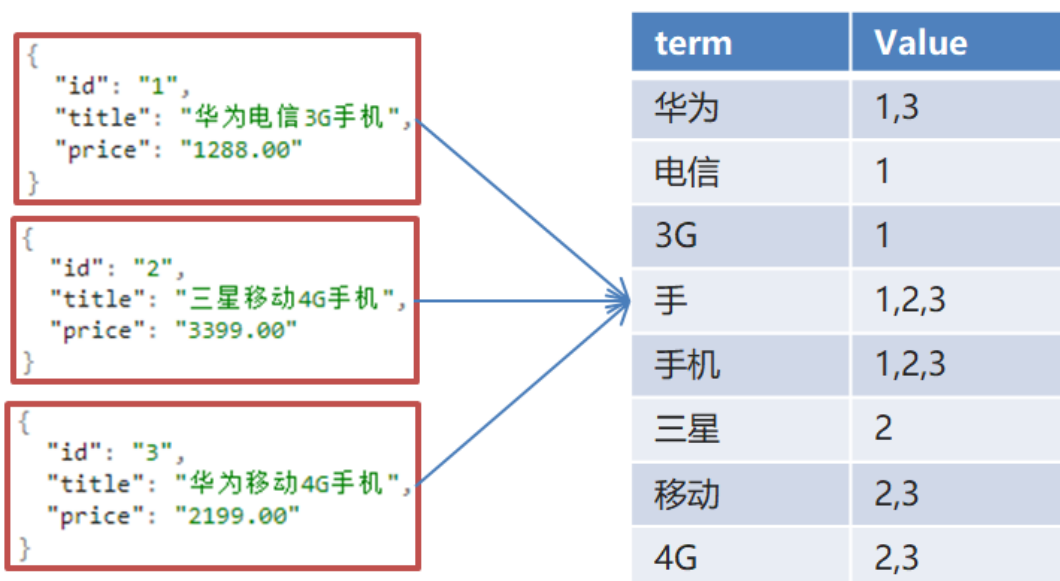 {
"id": "1",
"title": "华为电信3G手机",
"price": "1288.00"
}
{
"id": "2",
"title": "三星移动4G手机",
"price": "3399.00"
}
{
"id": "3",
"title": "华为移动4G手机",
"price": "2199.00"
}
term Value
华为 1,3
电信 1
3G 1
手 1,2,3
手机 1,2,3
三星 2
移动 2,3
4G 2,3